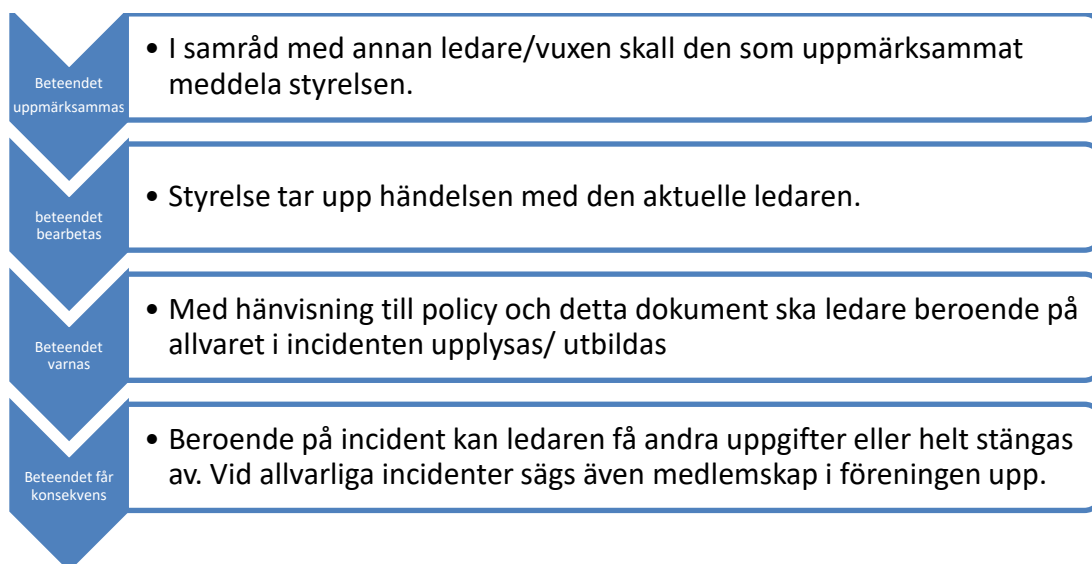 Beteendet
uppmärksammas
• I samråd med annan ledare/vuxen skall den som uppmärksammat
meddela styrelsen.
beteendet
bearbetas
• Styrelse tar upp händelsen med den aktuelle ledaren.
Beteendet
varnas
• Med hänvisning till policy och detta dokument ska ledare beroende på
allvaret i incidenten upplysas/ utbildas
Beteendet får
konsekvens
• Beroende på incident kan ledaren få andra uppgifter eller helt stängas
av. Vid allvarliga incidenter sägs även medlemskap i föreningen upp.